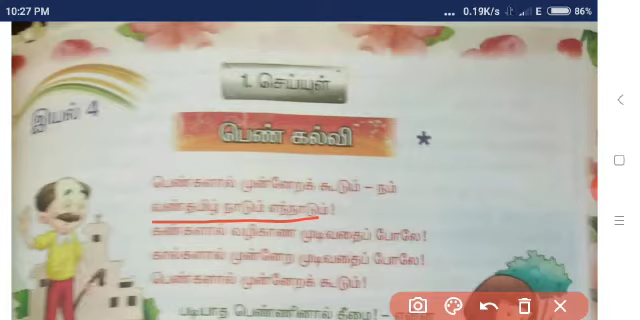 10:27 PM
... 0.19K/s E 86%
1. செய்யுள்
இயல் 4
பெண் கல்வி *
பெண்களால் முன்னேறக் கூடும் – நம்
வண்தமிழ் நாடும் எந்நாடும்!
கண்களால் வழிகாண முடிவதைப் போலே!
கால்களால் முன்னேற முடிவதைப் போலே!
பெண்களால் முன்னேறக் கூடும்!
படியாத பெண்ணினால் தீமை! –